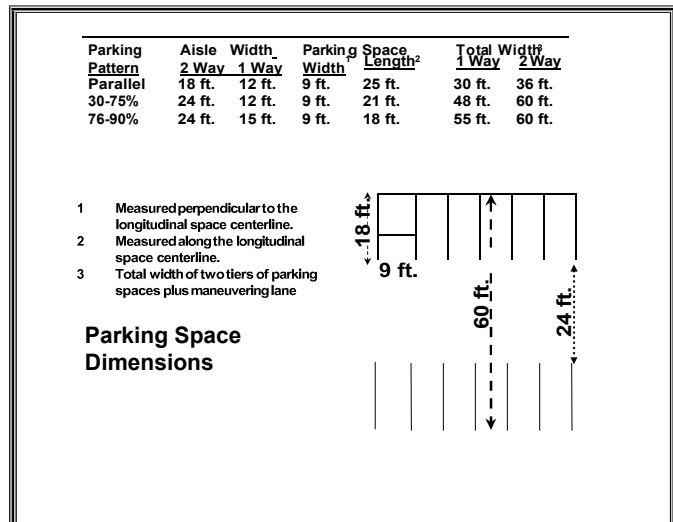 Parking Aisle Width Parking Space Total Width3
Pattern 2 Way 1 Way Width1 Length2 1 Way 2 Way
Parallel 18 ft. 12 ft. 9 ft. 25 ft. 30 ft. 36 ft.
30-75% 24 ft. 12 ft. 9 ft. 21 ft. 48 ft. 60 ft.
76-90% 24 ft. 15 ft. 9 ft. 18 ft. 55 ft. 60 ft.
1 Measured perpendicular to the
longitudinal space centerline.
2 Measured along the longitudinal
space centerline.
3 Total width of two tiers of parking
spaces plus maneuvering lane
18 ft.
9 ft.
60 ft.
24 ft.
Parking Space
Dimensions